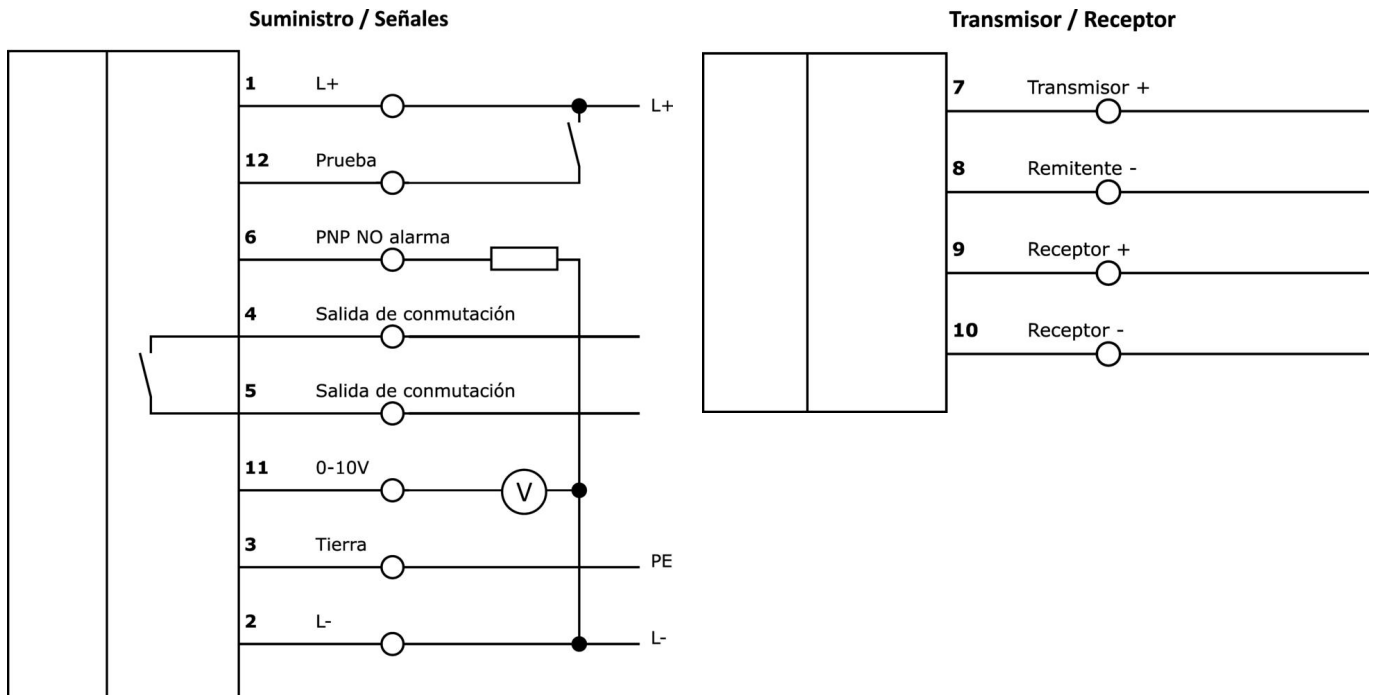 Suministro / Señales
1 L+
L+
12 Prueba
6 PNP NO alarma
4 Salida de conmutación
5 Salida de conmutación
11 0-10V
V
3 Tierra
PE
2 L-
L-
Transmisor / Receptor
7 Transmisor +
8 Remitente -
9 Receptor +
10 Receptor -